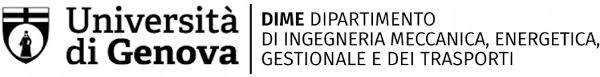 Università
di Genova
DIME DIPARTIMENTO
DI INGEGNERIA MECCANICA, ENERGETICA,
GESTIONALE E DEI TRASPORTI